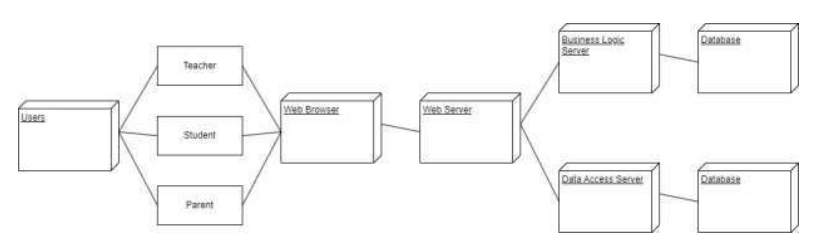 Users
Teacher
Student
Parent
Web Browser
Web Server
Business Logic
Server
Database
Data Access Server
Database